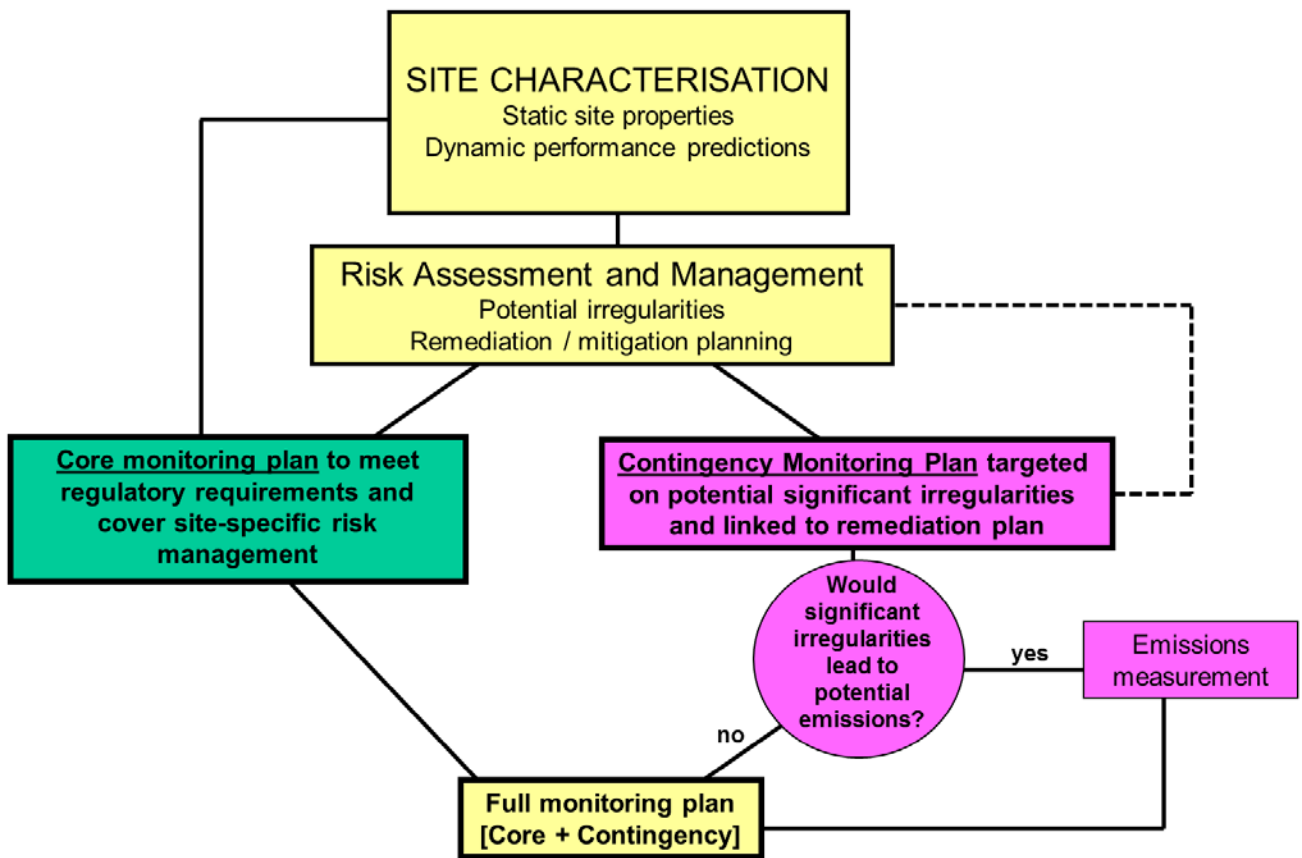 SITE CHARACTERISATION
Static site properties
Dynamic performance predictions
Risk Assessment and Management
Potential irregularities
Remediation / mitigation planning
Core monitoring plan to meet
regulatory requirements and
cover site-specific risk
management
Contingency Monitoring Plan targeted
on potential significant irregularities
and linked to remediation plan
Would
significant
irregularities
lead to
potential
emissions?
yes
Emissions
measurement
no
Full monitoring plan
[Core + Contingency]